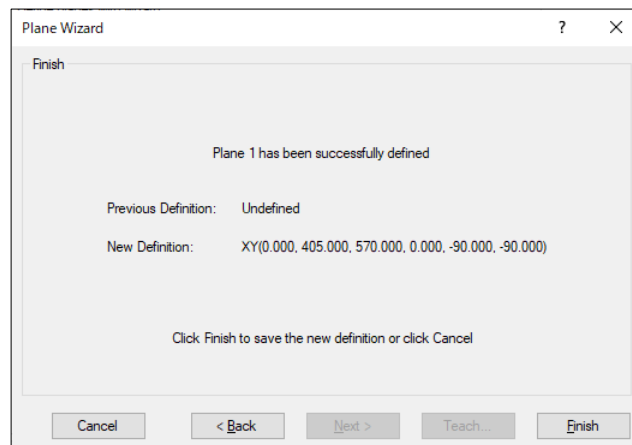 Plane Wizard ? ×
Finish
Plane 1 has been successfully defined
Previous Definition: Undefined
New Definition: XY(0.000, 405.000, 570.000, 0.000, -90.000, -90.000)
Click Finish to save the new definition or click Cancel
Cancel < Back Next > Teach... Finish